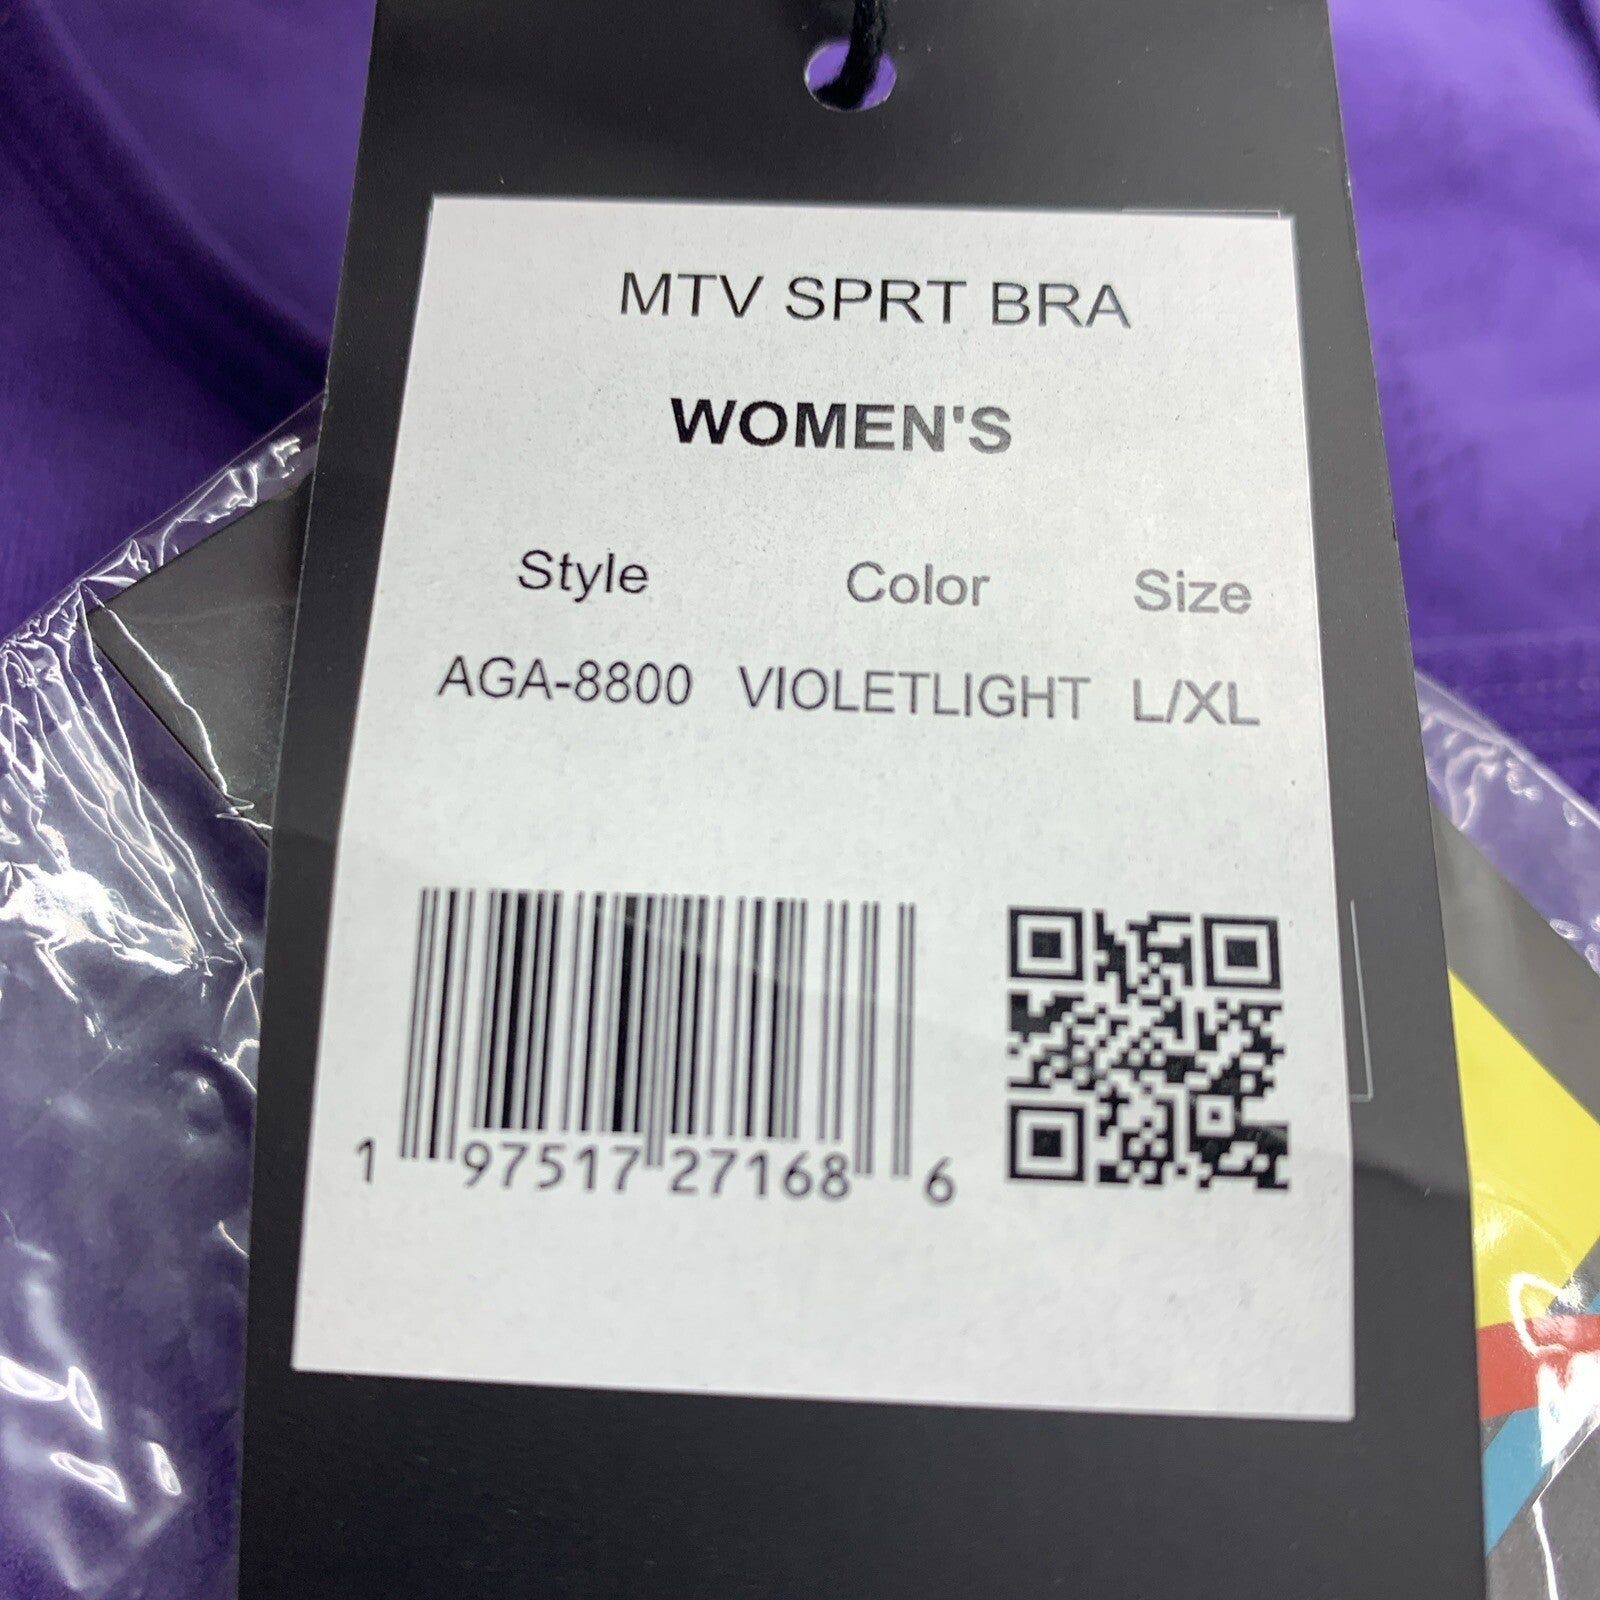 MTV SPRT BRA
WOMEN'S
Style Color Size
AGA-8800 VIOLETLIGHT L/XL
1 97517 27168 6